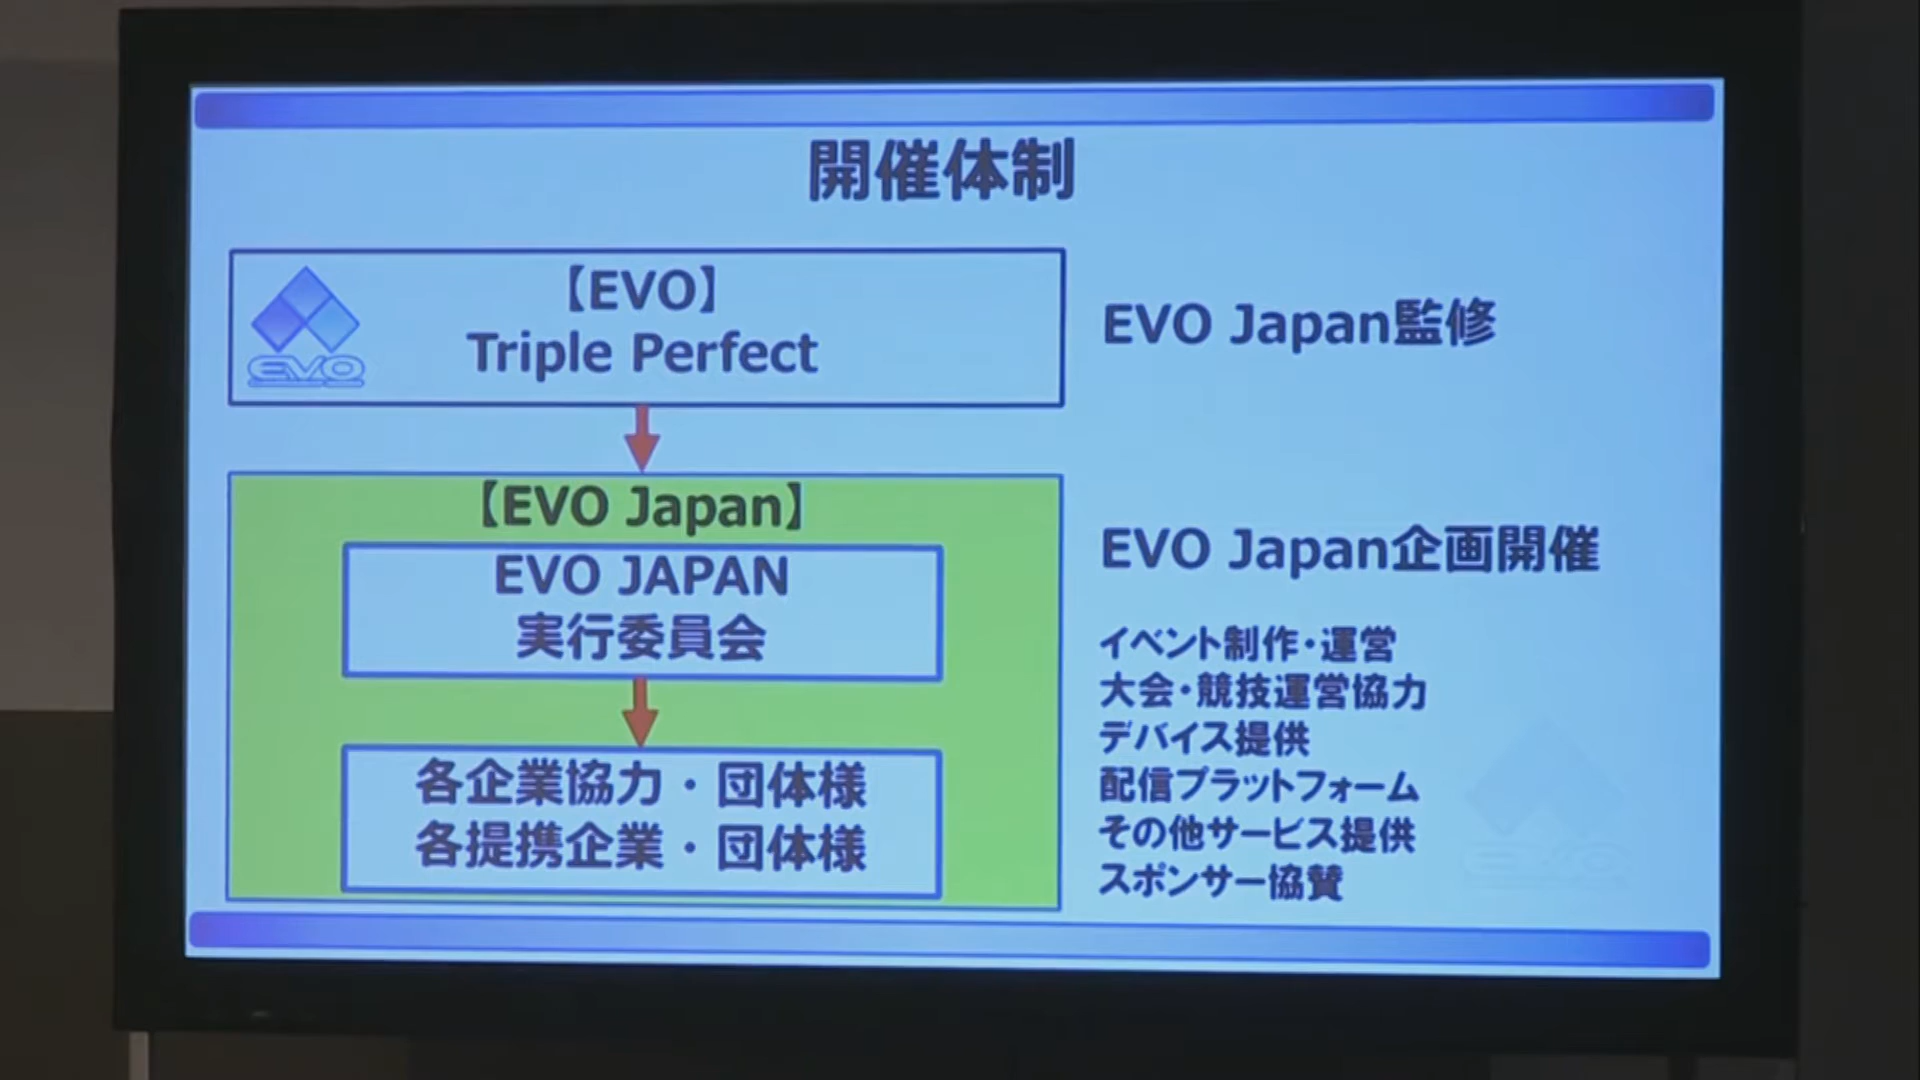 開催体制
【EVO】
Triple Perfect
EVO
EVO Japan監修
【EVO Japan】
EVO JAPAN
実行委員会
各企業協力・団体様
各提携企業・団体様
EVO Japan企画開催
イベント制作・運営
大会・競技運営協力
デバイス提供
配信プラットフォーム
その他サービス提供
スポンサー協賛
EVO